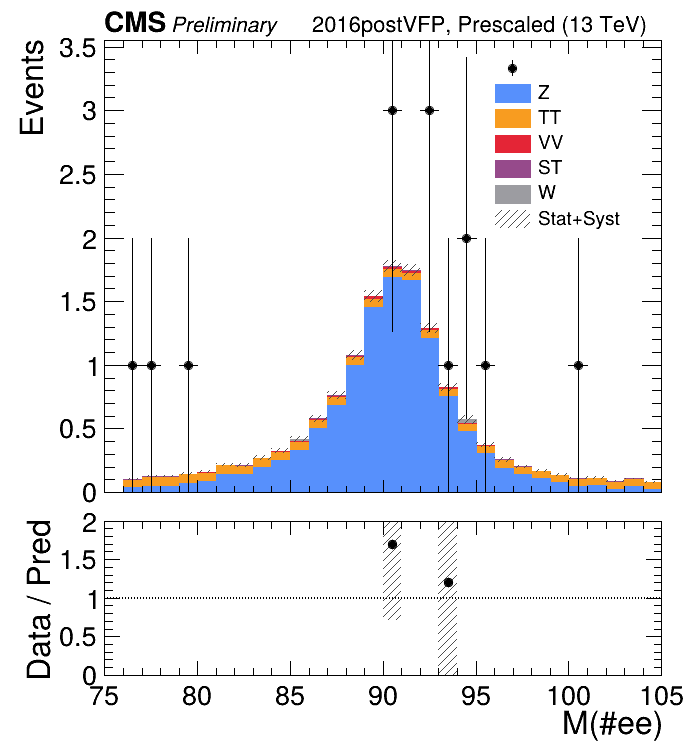 CMS Preliminary 2016postVFP, Prescaled (13 TeV)
Events
3.5
3
2.5
2
1.5
1
0.5
0
Z
TT
VV
ST
W
Stat+Syst
Data / Pred
2
1.5
1
0.5
0
75 80 85 90 95 100 105
M(#ee)